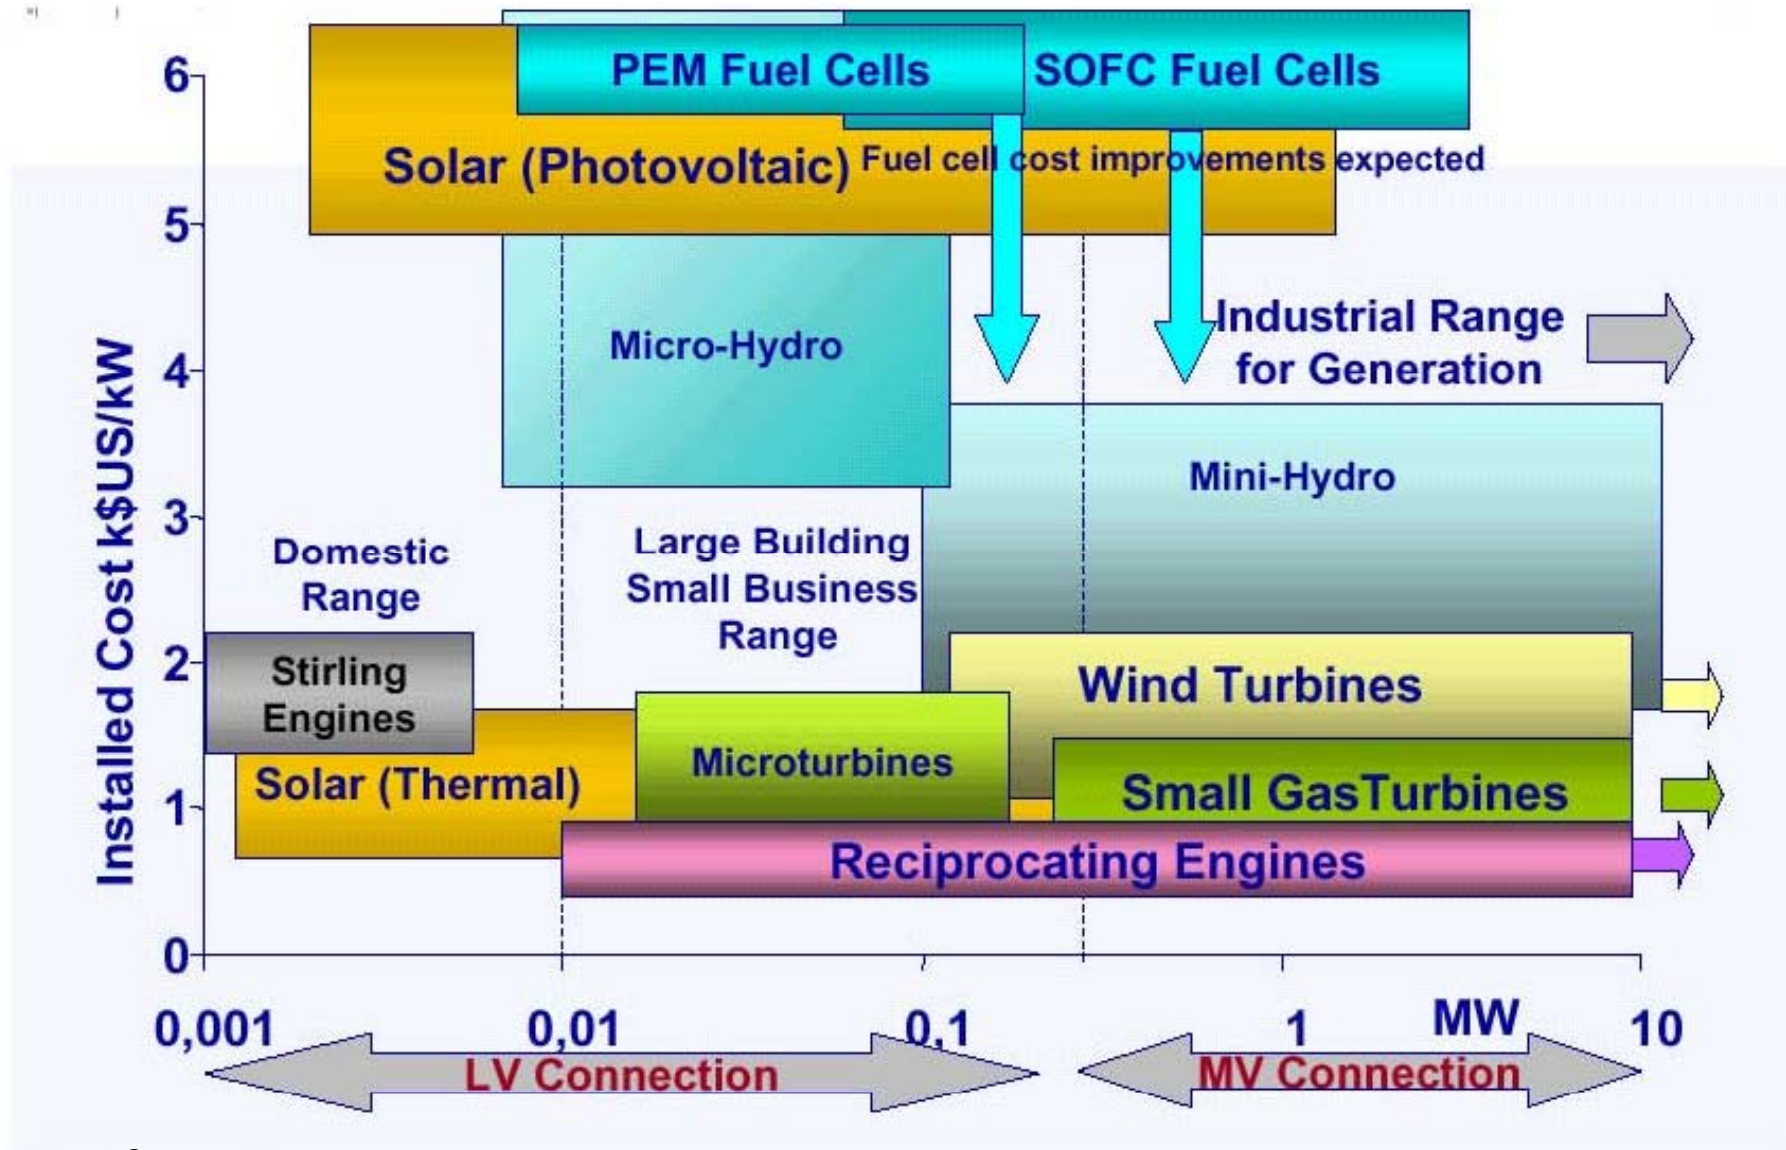 PEM Fuel Cells
SOFC Fuel Cells
6
Solar (Photovoltaic)
Fuel cell cost improvements expected
5
Industrial Range
for Generation
Micro-Hydro
4
Installed Cost k$US/kW
Mini-Hydro
3
Domestic
Range
Large Building
Small Business
Range
2
Stirling
Engines
Wind Turbines
Microturbines
Solar (Thermal)
Small GasTurbines
1
Reciprocating Engines
0
0,001
0,01
0,1
1
MW
10
LV Connection
MV Connection